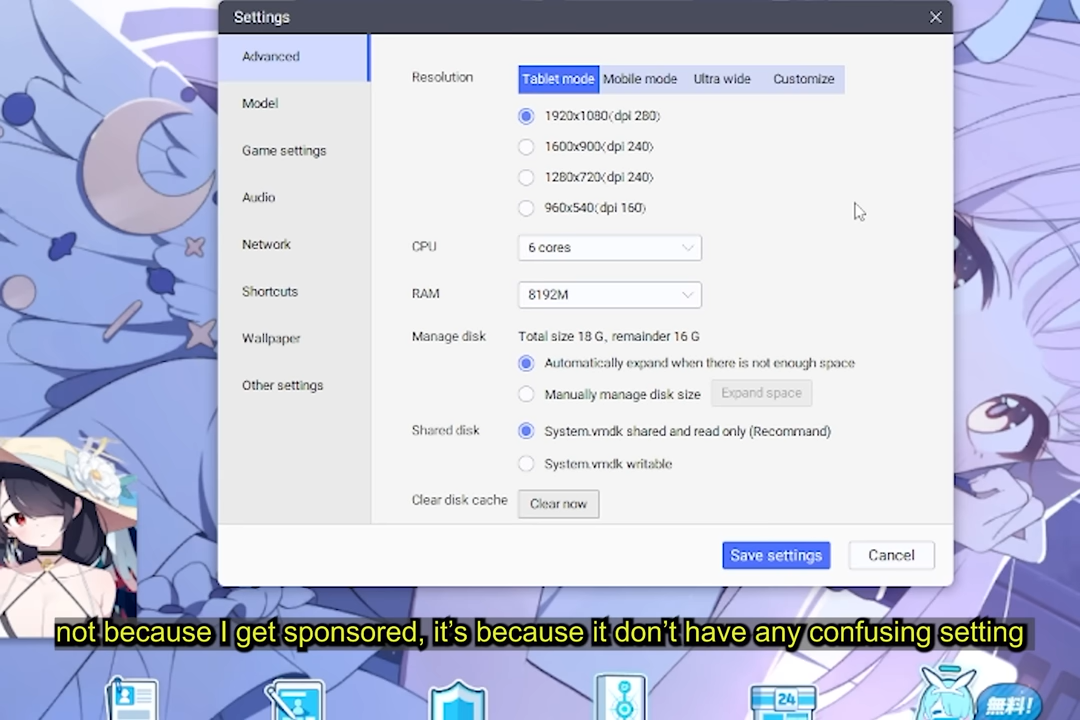 Settings
Advanced
Model
Game settings
Audio
Network
Shortcuts
Wallpaper
Other settings
Resolution
Tablet mode Mobile mode Ultra wide Customize
1920x1080(dpi 280)
1600x900(dpi 240)
1280x720(dpi 240)
960x540(dpi 160)
CPU 6 cores
RAM 8192M
Manage disk Total size 18 G, remainder 16 G
Automatically expand when there is not enough space
Manually manage disk size Expand space
Shared disk System.vmdk shared and read only (Recommand)
System.vmdk writable
Clear disk cache Clear now
Save settings Cancel
not because I get sponsored, it's because it don't have any confusing setting
24
無料!